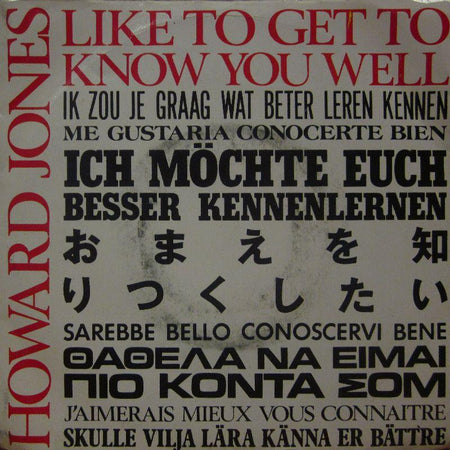 HOWARD JONES
LIKE TO GET TO
KNOW YOU WELL
IK ZOU JE GRAAG WAT BETER LEREN KENNEN
ME GUSTARIA CONOCERTE BIEN
ICH MÖCHTE EUCH
BESSER KENNENLERNEN
おまえを知
りつくしたい
SAREBBE BELLO CONOSCERVI BENE
ΘΑΘΕΛΑ ΝΑ ΕΙΜΑΙ
ΠΙΟ ΚΟΝΤΑ ΣΟΜ
J'AIMERAIS MIEUX VOUS CONNAITRE
SKULLE VILJA LÄRA KÄNNA ER BÄTTRE